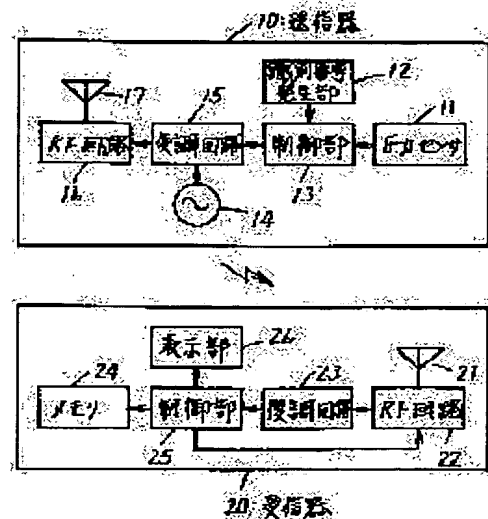 10:送信器
識別番号
発生部
12
17
15
11
RF回路
変調回路
制御部
圧力センサ
16
14
13
26
表示部
24
23
21
メモリ
制御部
復調回路
RF回路
25
22
20:受信器